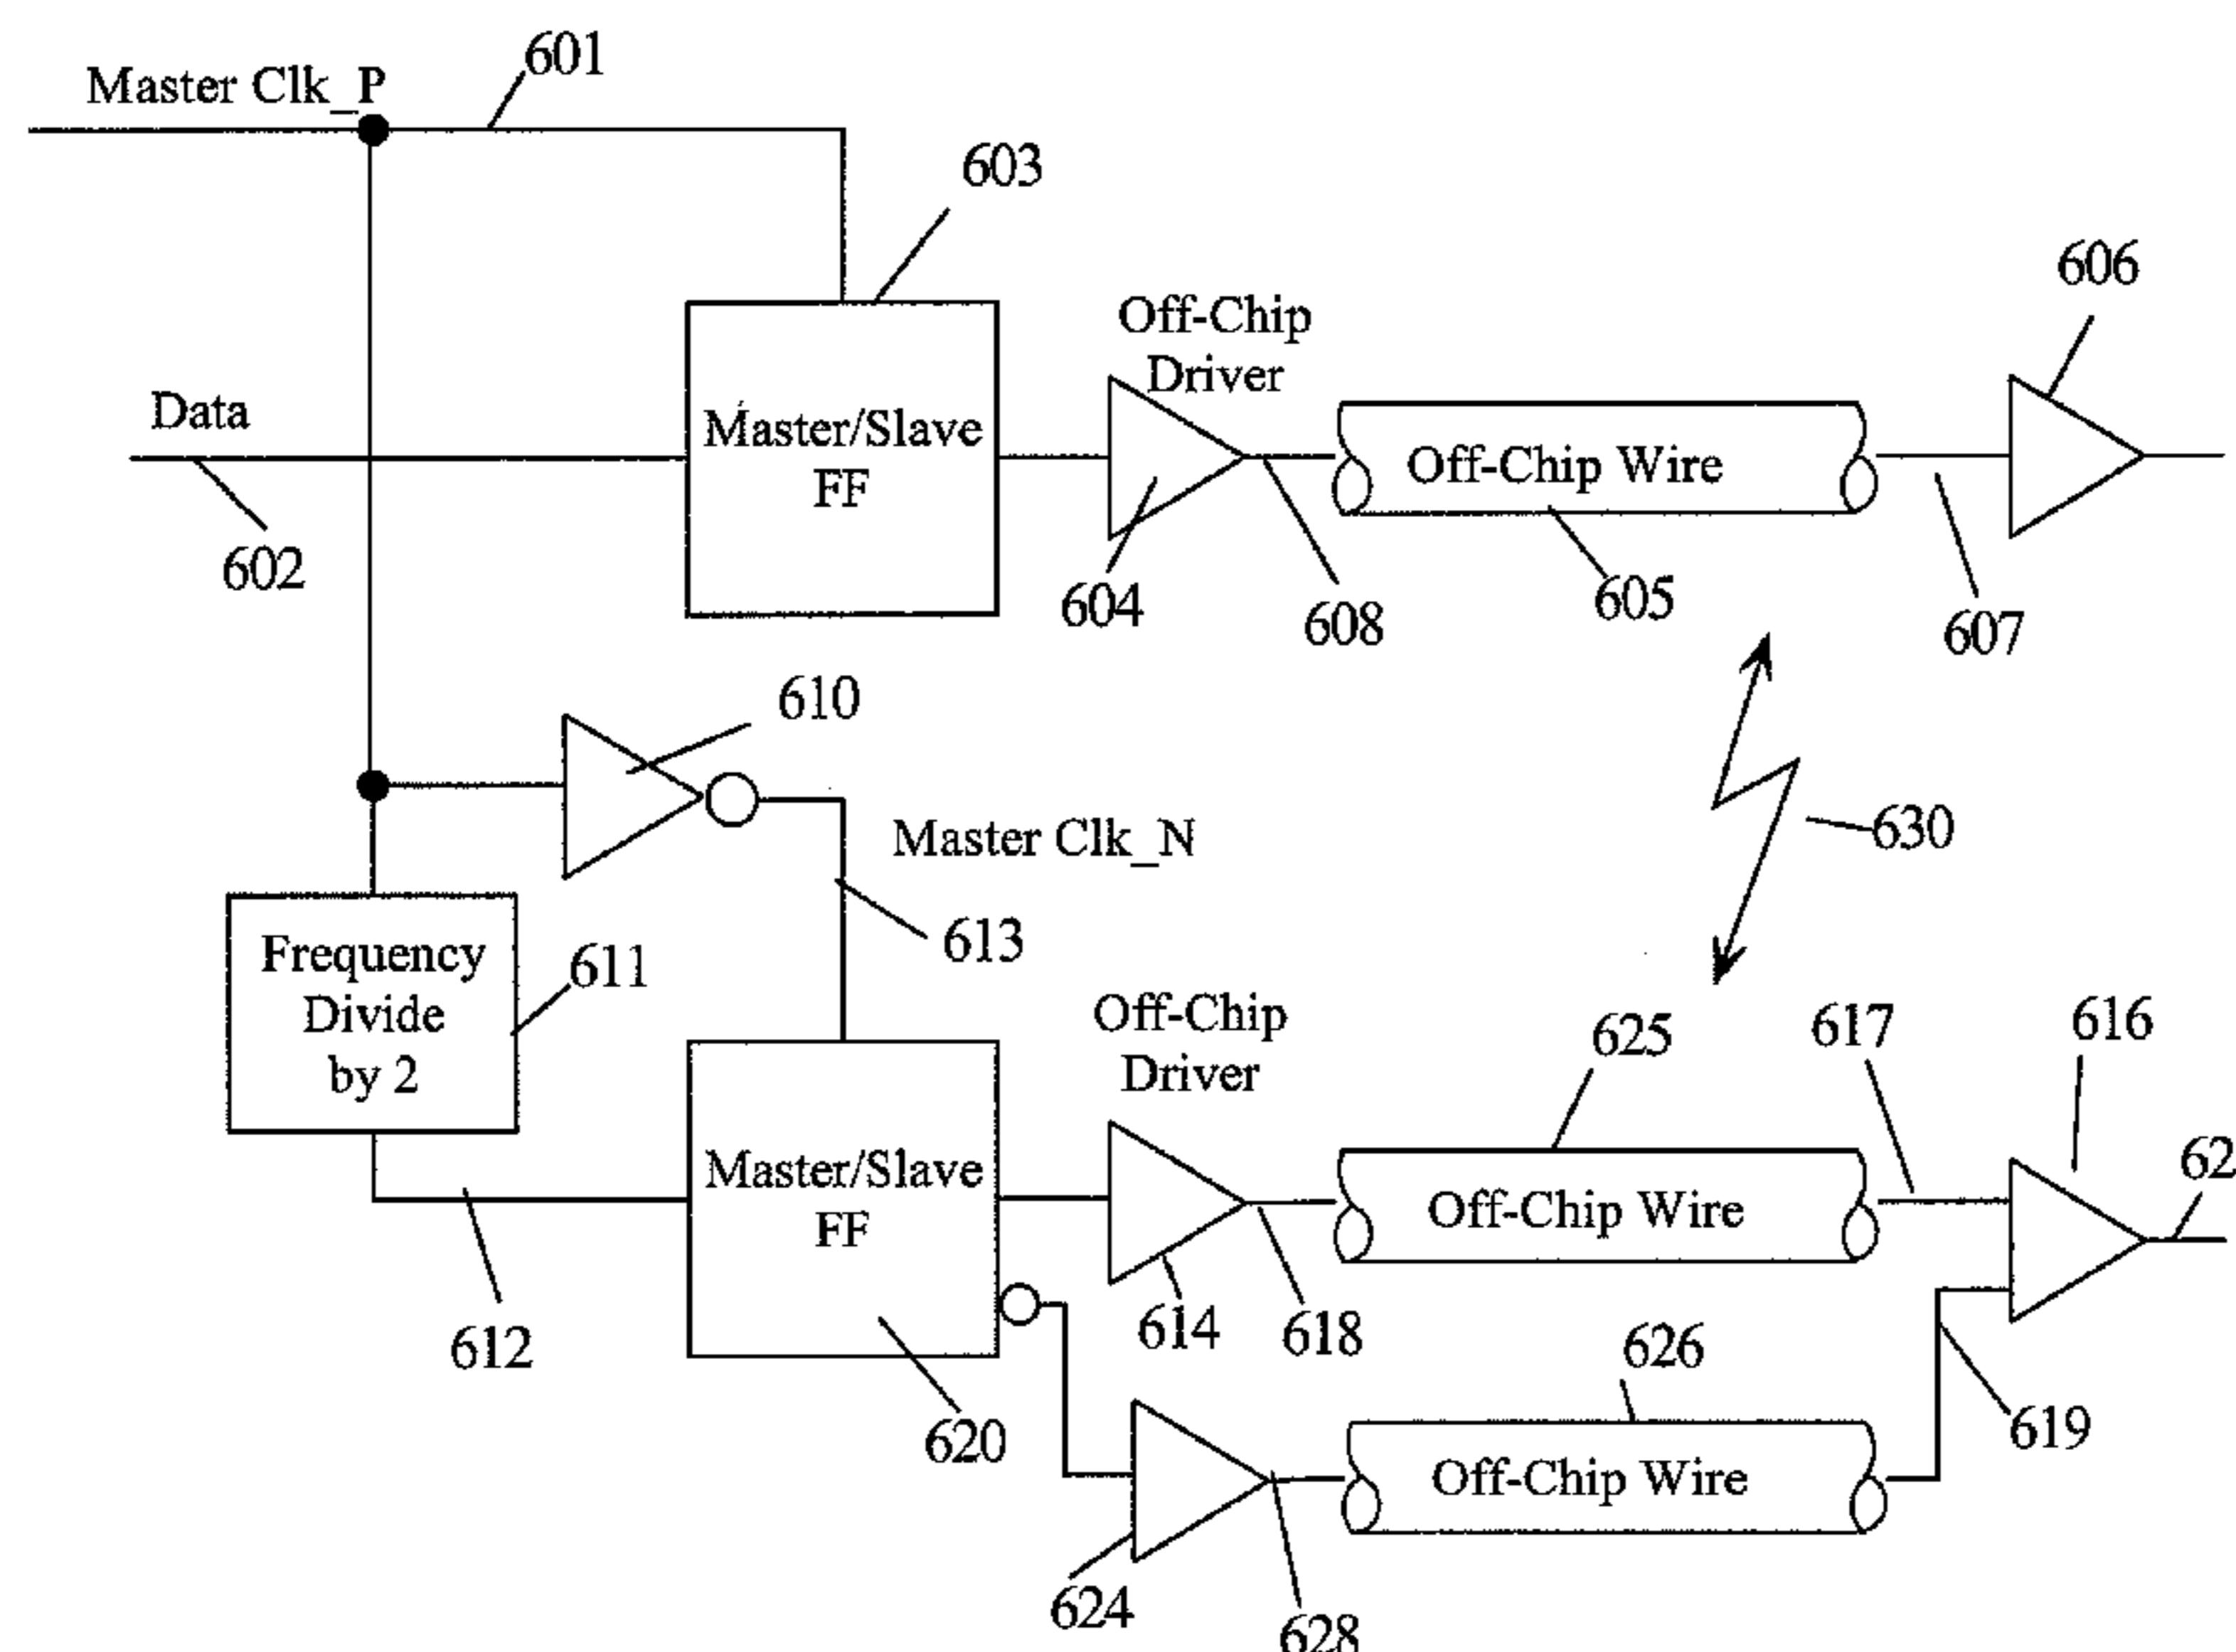 601
Master Clk_P
603
606
Off-Chip
Driver
Data
Master/Slave
FF
Off-Chip Wire
602
604
608
605
607
610
630
Master Clk_N
613
Frequency
Divide
by 2
611
Off-Chip
Driver
625
617
616
62
Master/Slave
FF
Off-Chip Wire
612
614
618
626
620
Off-Chip Wire
619
624
628